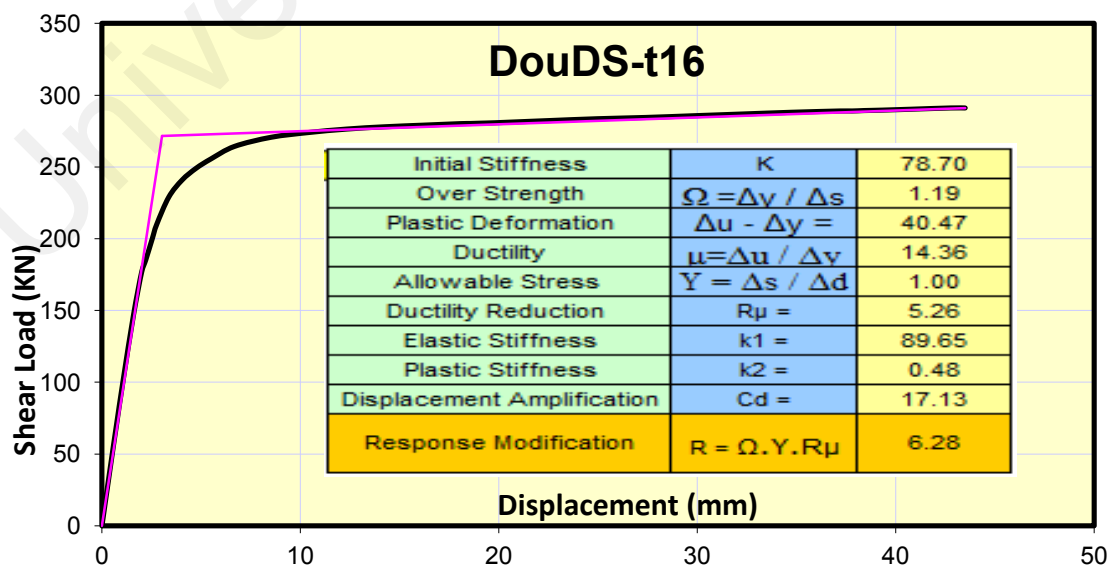 Unive
DouDS-t16
350
300
250
200
150
100
50
0
Shear Load (KN)
Initial Stiffness K 78.70
Over Strength Ω =Δy / Δs 1.19
Plastic Deformation Δu - Δy = 40.47
Ductility μ=Δu / Δy 14.36
Allowable Stress Y = Δs / Δd 1.00
Ductility Reduction Rμ = 5.26
Elastic Stiffness k1 = 89.65
Plastic Stiffness k2 = 0.48
Displacement Amplification Cd = 17.13
Response Modification R = Ω.Y.Rμ 6.28
Displacement (mm)
0 10 20 30 40 50